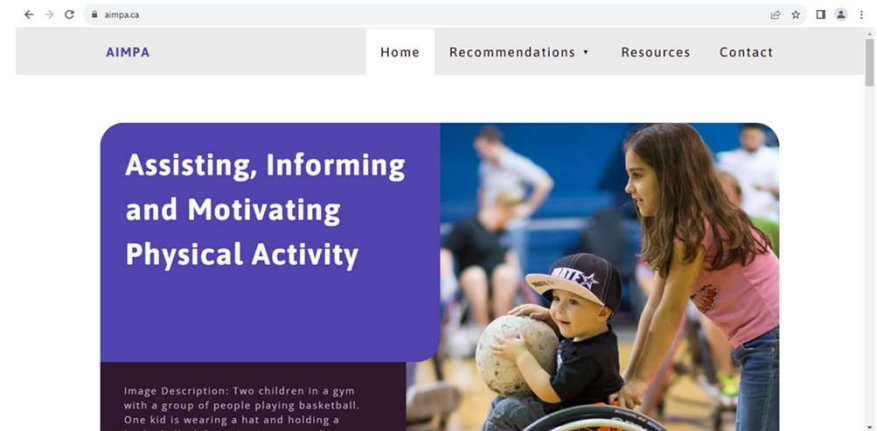 aimpa.ca
AIMPA
Home Recommendations ▾ Resources Contact
Assisting, Informing
and Motivating
Physical Activity
Image Description: Two children in a gym
with a group of people playing basketball.
One kid is wearing a hat and holding a